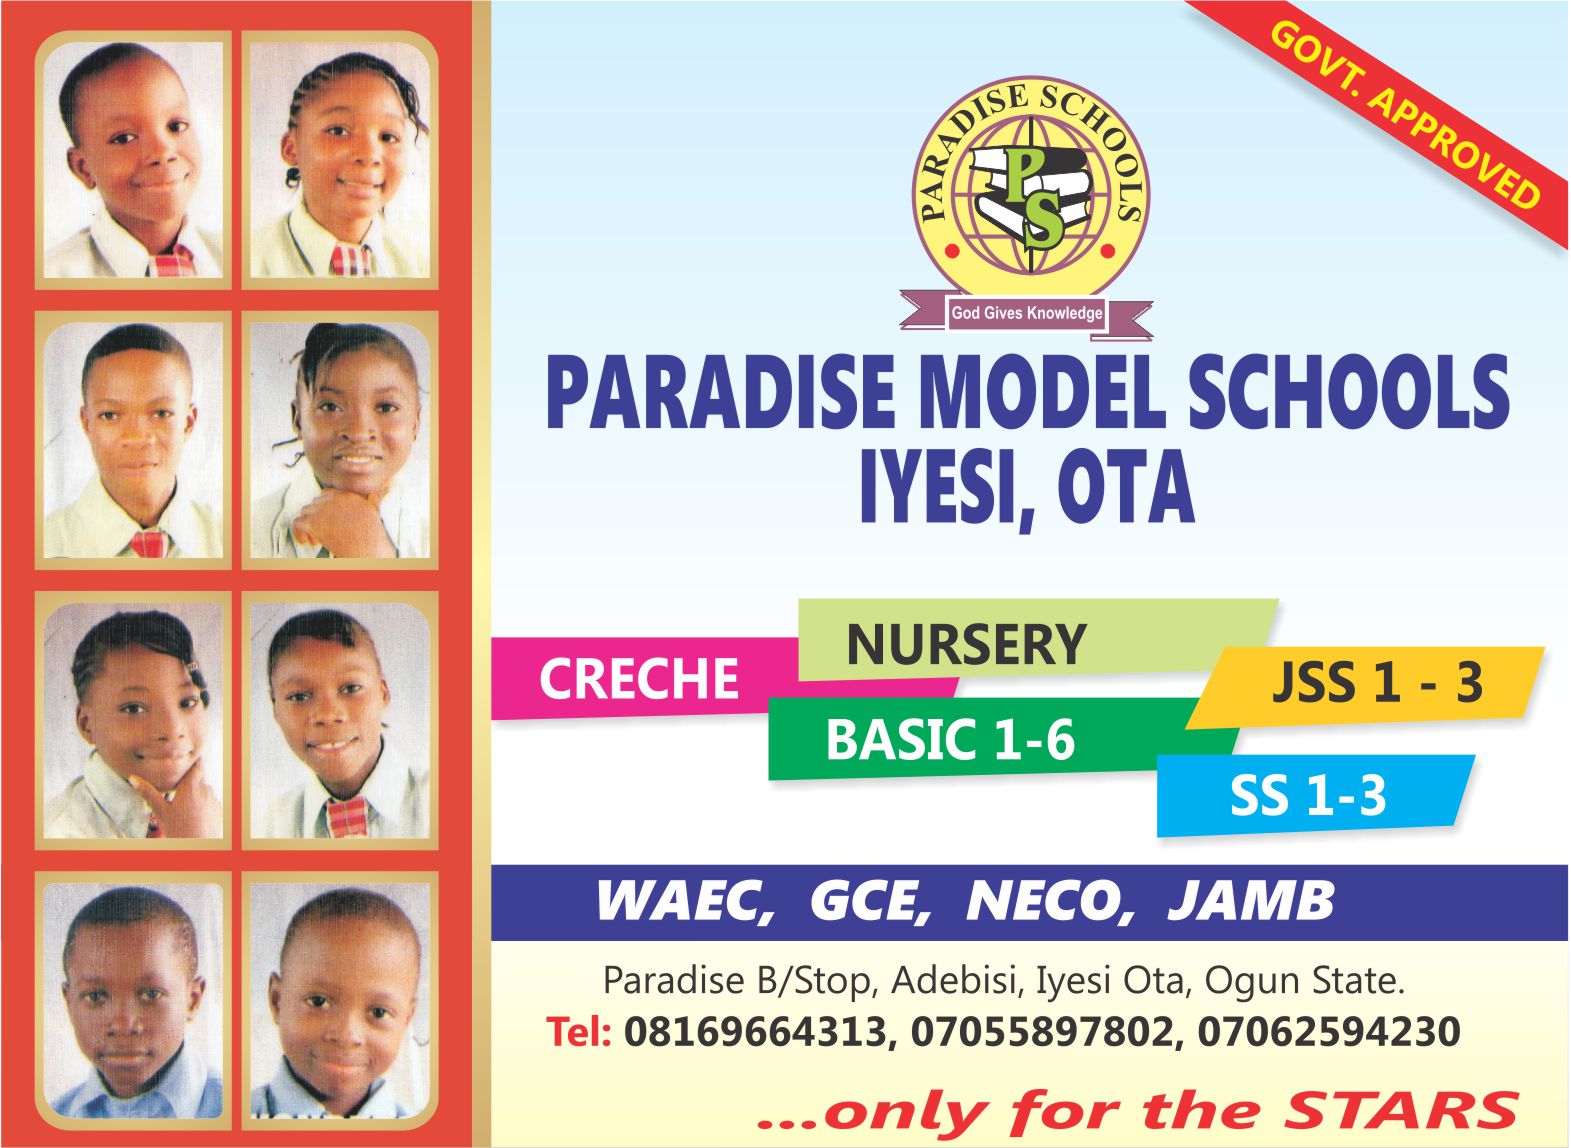 GOVT. APPROVED
PARADISE SCHOOLS
PS
God Gives Knowledge
PARADISE MODEL SCHOOLS
IYESI, OTA
CRECHE
NURSERY
BASIC 1-6
JSS 1 - 3
SS 1-3
WAEC, GCE, NECO, JAMB
Paradise B/Stop, Adebisi, Iyesi Ota, Ogun State.
Tel: 08169664313, 07055897802, 07062594230
...only for the STARS